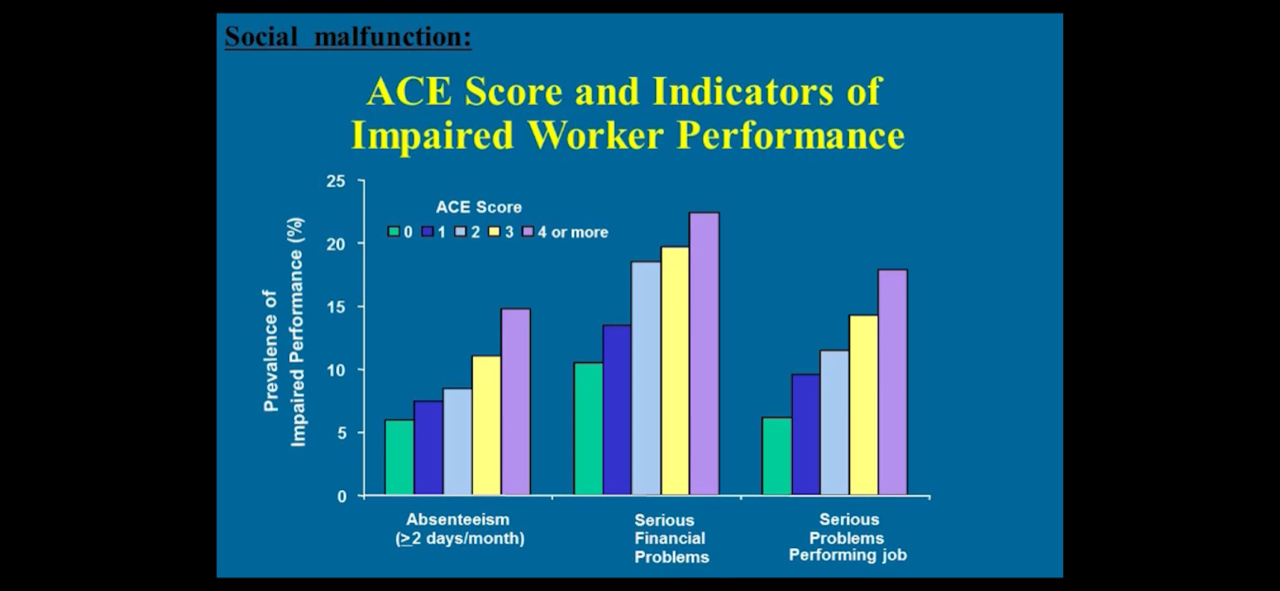 Social malfunction:
ACE Score and Indicators of
Impaired Worker Performance
Prevalence of
Impaired Performance (%)
25
20
15
10
5
0
ACE Score
0 1 2 3 4 or more
Absenteeism
(≥2 days/month)
Serious
Financial
Problems
Serious
Problems
Performing job